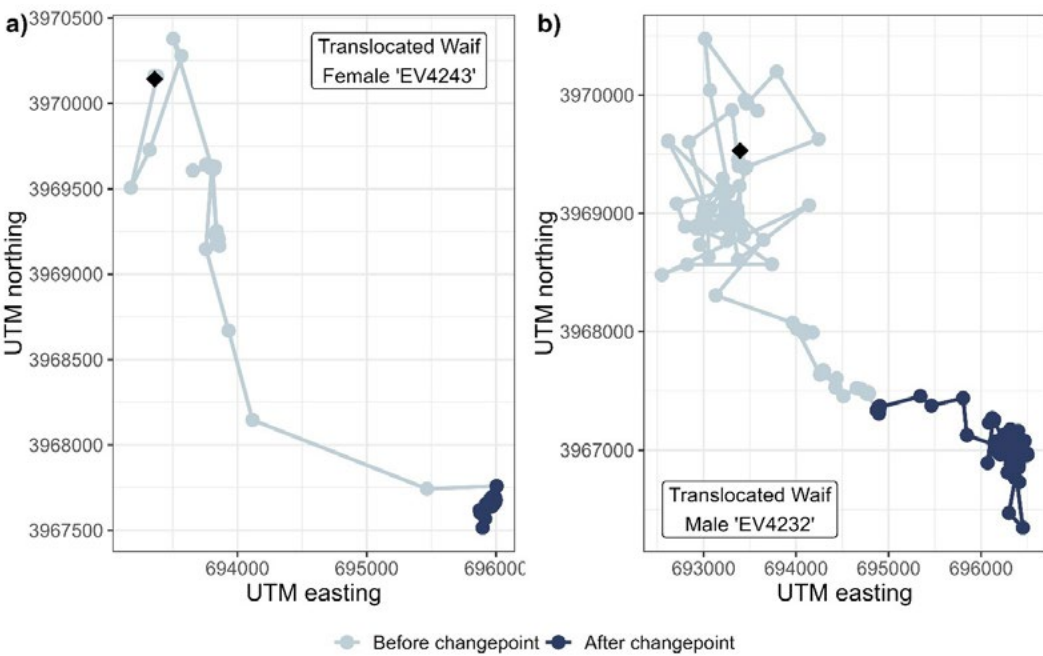 a)
Translocated Waif
Female 'EV4243'
UTM northing
3970500
3970000
3969500
3969000
3968500
3968000
3967500
694000
695000
69600
UTM easting
b)
Translocated Waif
Male 'EV4232'
UTM northing
3970000
3969000
3968000
3967000
693000
694000
695000
696000
UTM easting
Before changepoint
After changepoint